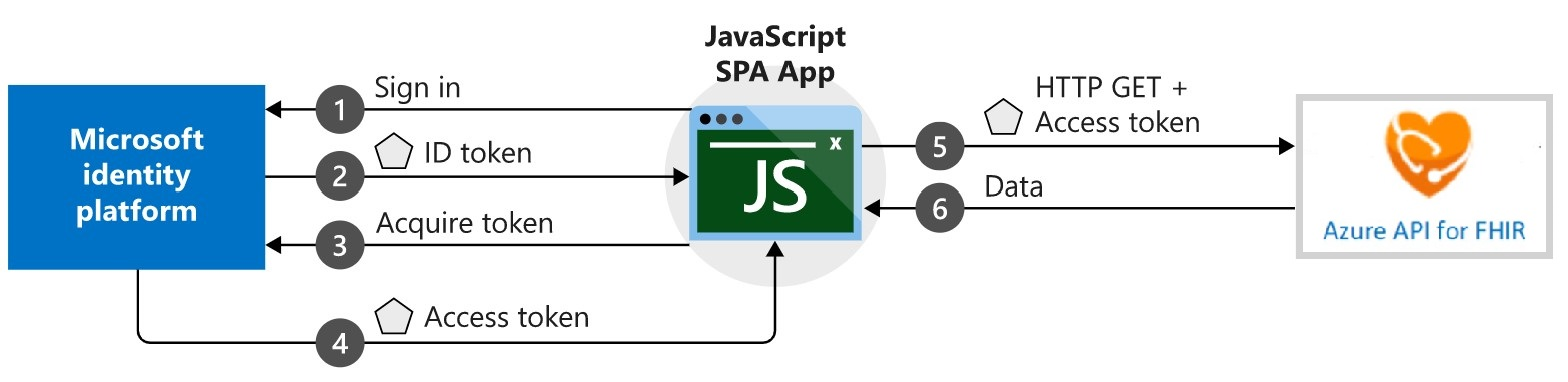 JavaScript
SPA App
Microsoft
identity
platform
1
Sign in
2
ID token
3
Acquire token
4
Access token
x
JS
5
HTTP GET +
Access token
6
Data
Azure API for FHIR